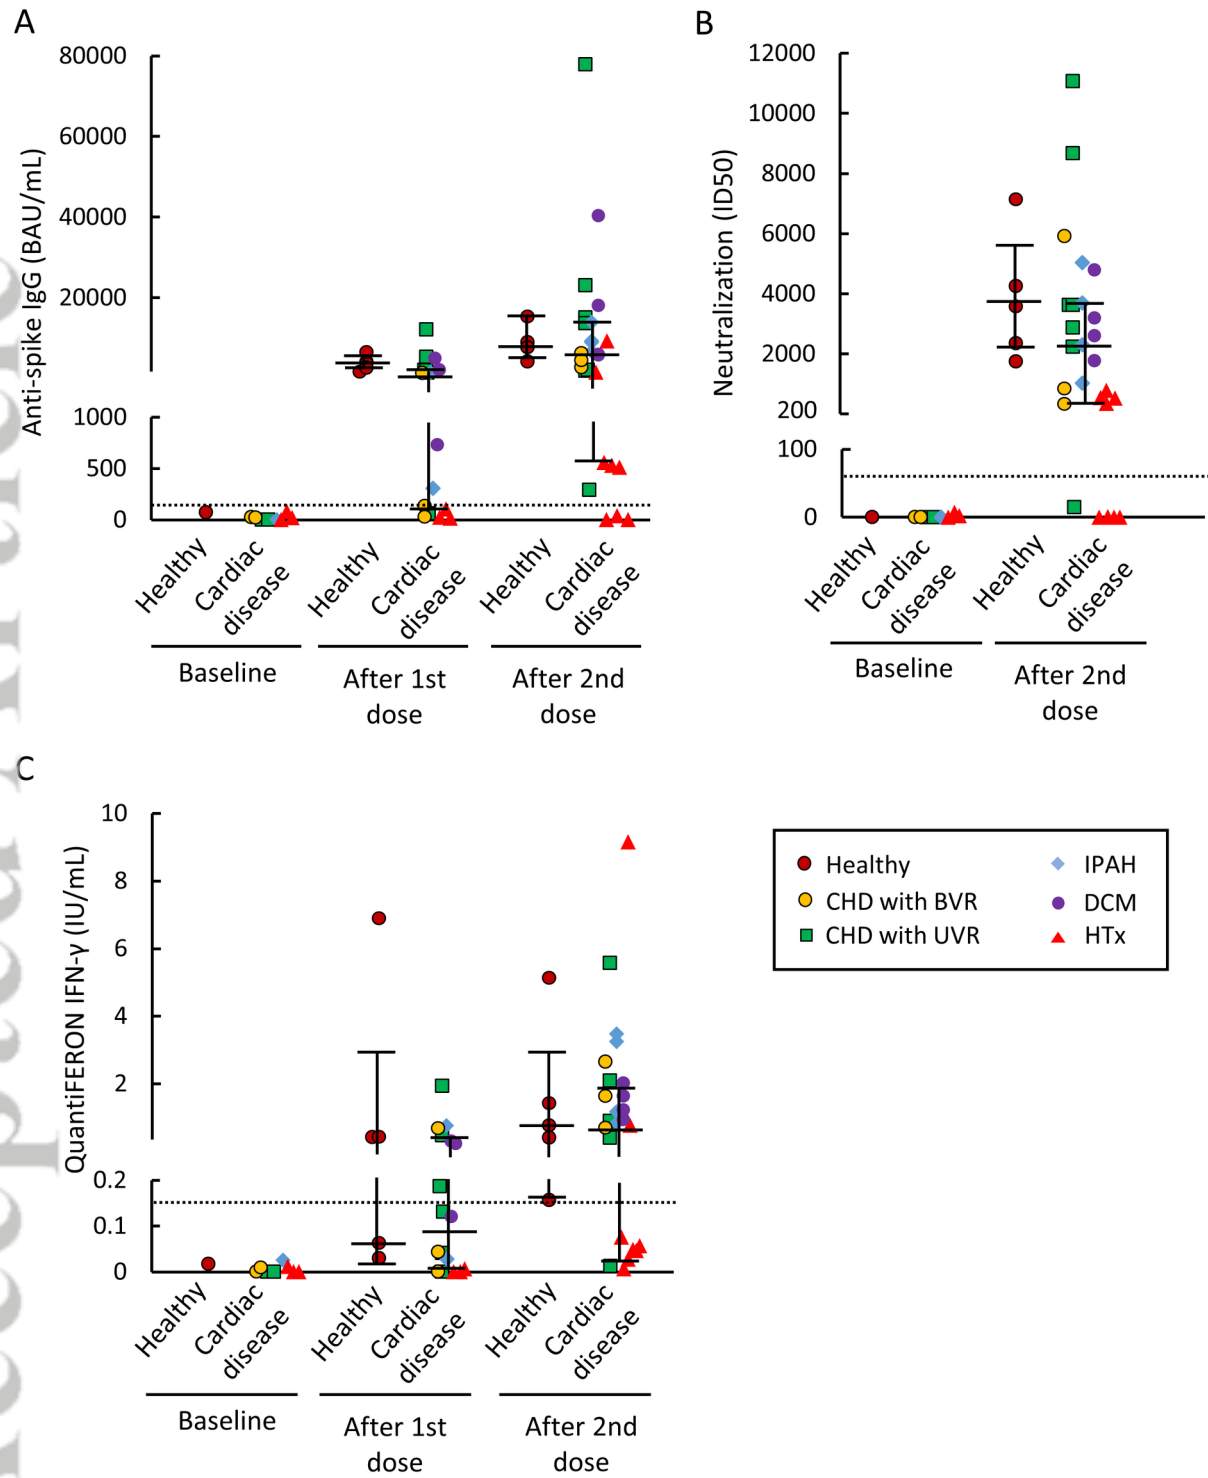 A
Anti-spike IgG (BAU/mL)
80000
60000
40000
20000
1000
500
0
Healthy
Cardiac
disease
Healthy
Cardiac
disease
Healthy
Cardiac
disease
Baseline
After 1st
dose
After 2nd
dose
B
Neutralization (ID50)
12000
10000
8000
6000
4000
2000
200
100
0
Healthy
Cardiac
disease
Healthy
Cardiac
disease
Baseline
After 2nd
dose
C
QuantiFERON IFN-γ (IU/mL)
10
8
6
4
2
0.2
0.1
0
Healthy
Cardiac
disease
Healthy
Cardiac
disease
Healthy
Cardiac
disease
Baseline
After 1st
dose
After 2nd
dose
Healthy
CHD with BVR
CHD with UVR
IPAH
DCM
HTx